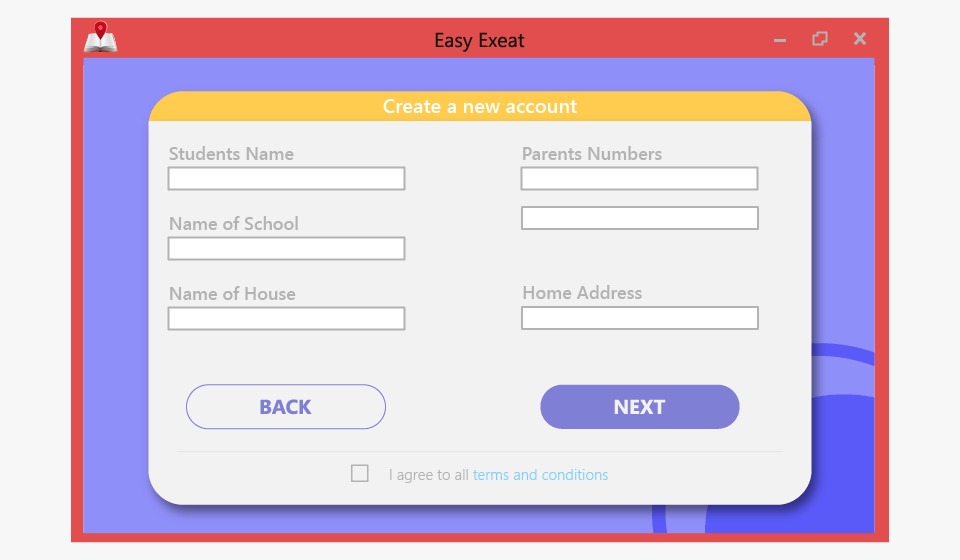 Easy Exeat
Create a new account
Students Name
Parents Numbers
Name of School
Name of House
Home Address
BACK
NEXT
I agree to all terms and conditions